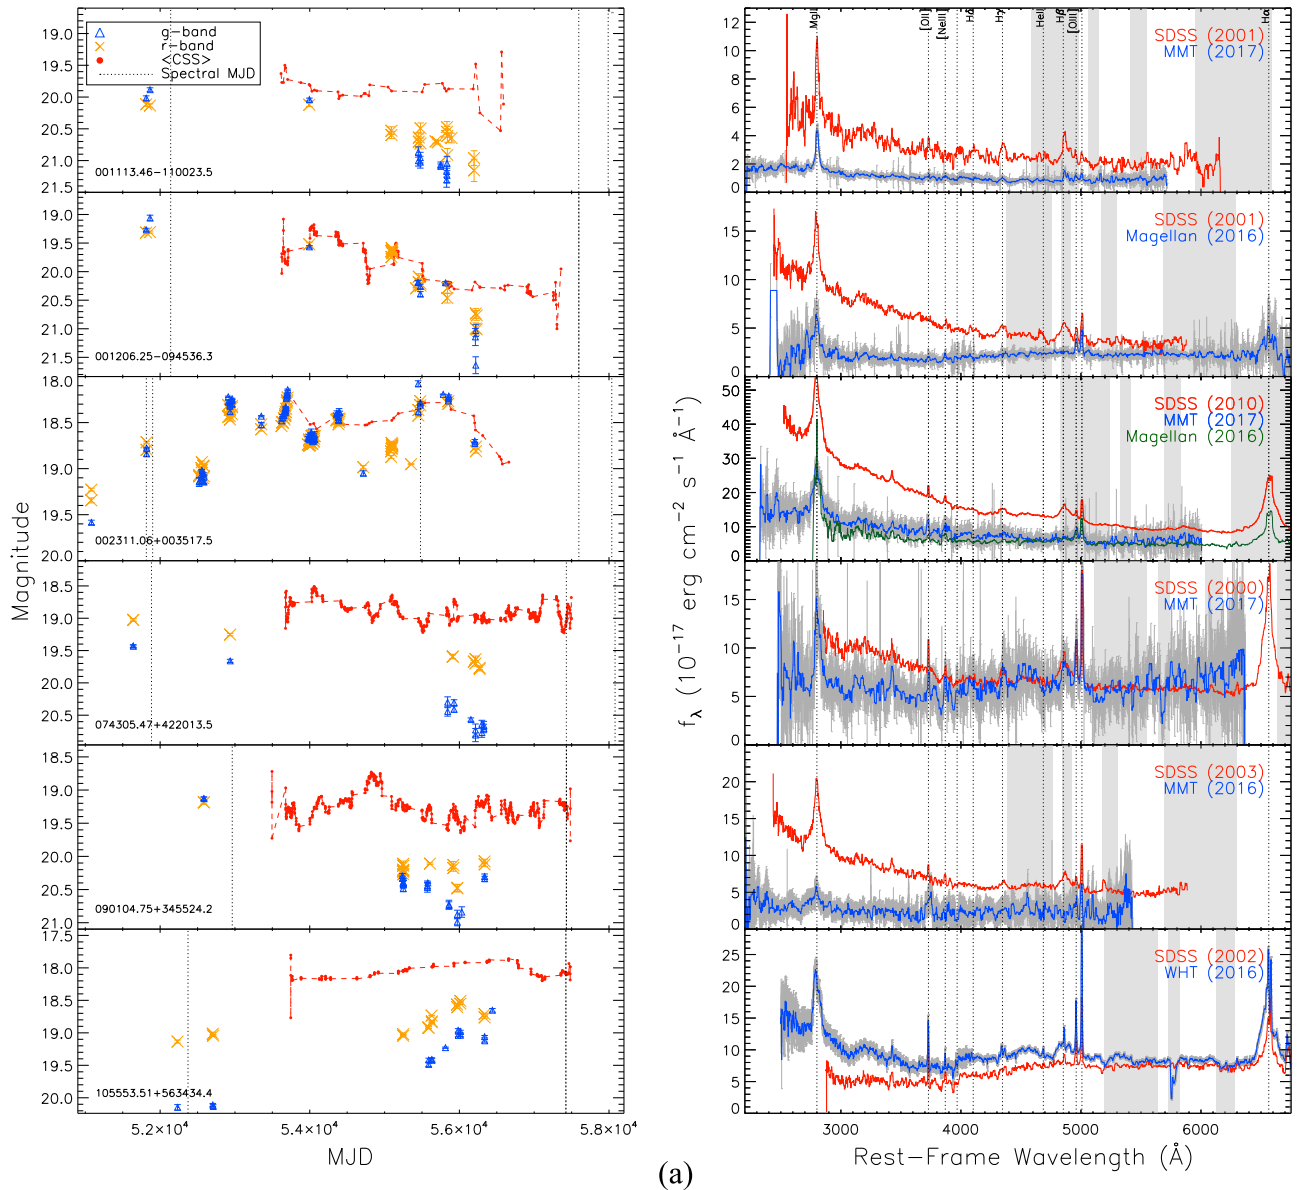 △ g-band
× r-band
● <CSS>
Spectral MJD
19.0
19.5
20.0
20.5
21.0
21.5
001113.46-110023.5
19.0
19.5
20.0
20.5
21.0
21.5
001206.25-094536.3
18.0
18.5
19.0
19.5
20.0
002311.06+003517.5
18.5
19.0
19.5
20.0
20.5
074305.47+422013.5
18.5
19.0
19.5
20.0
20.5
21.0
090104.75+345524.2
17.5
18.0
18.5
19.0
19.5
20.0
105553.51+563434.4
Magnitude
5.2×10⁴ 5.4×10⁴ 5.6×10⁴ 5.8×10⁴
MJD
MgII [OII] [NeIII] Hδ Hγ HeII Hβ [OIII] Hα
12
10
8
6
4
2
0
SDSS (2001)
MMT (2017)
15
10
5
0
SDSS (2001)
Magellan (2016)
50
40
30
20
10
0
SDSS (2010)
MMT (2017)
Magellan (2016)
15
10
5
0
SDSS (2000)
MMT (2017)
20
15
10
5
0
SDSS (2003)
MMT (2016)
25
20
15
10
5
0
SDSS (2002)
WHT (2016)
f_λ (10⁻¹⁷ erg cm⁻² s⁻¹ Å⁻¹)
3000 4000 5000 6000
Rest-Frame Wavelength (Å)
(a)